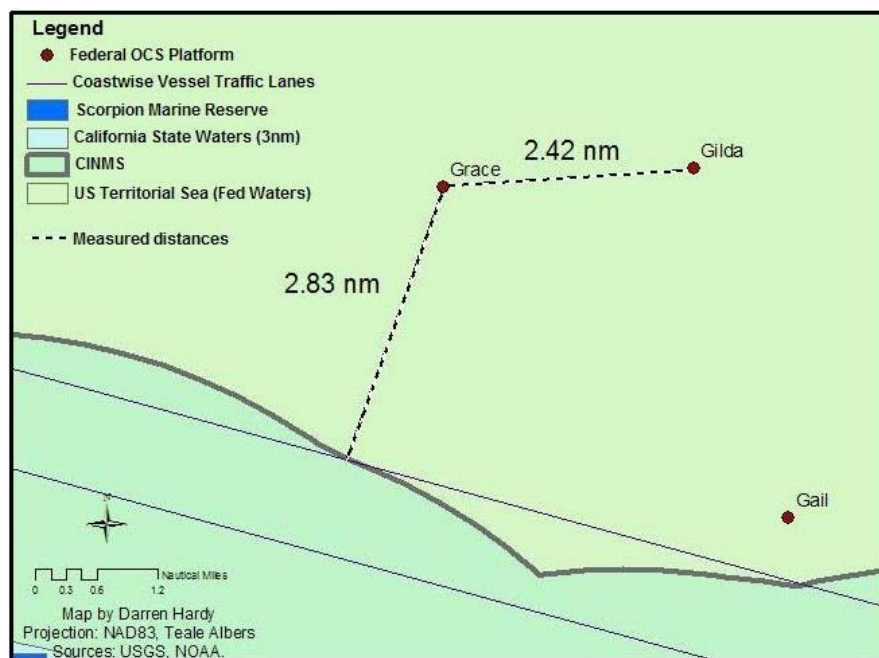 Legend
Federal OCS Platform
Coastwise Vessel Traffic Lanes
Scorpion Marine Reserve
California State Waters (3nm)
CINMS
US Territorial Sea (Fed Waters)
Measured distances
2.42 nm
Gilda
Grace
2.83 nm
Gail
N
Nautical Miles
0 0.3 0.6 1.2
Map by Darren Hardy
Projection: NAD83, Teale Albers
Sources: USGS, NOAA.